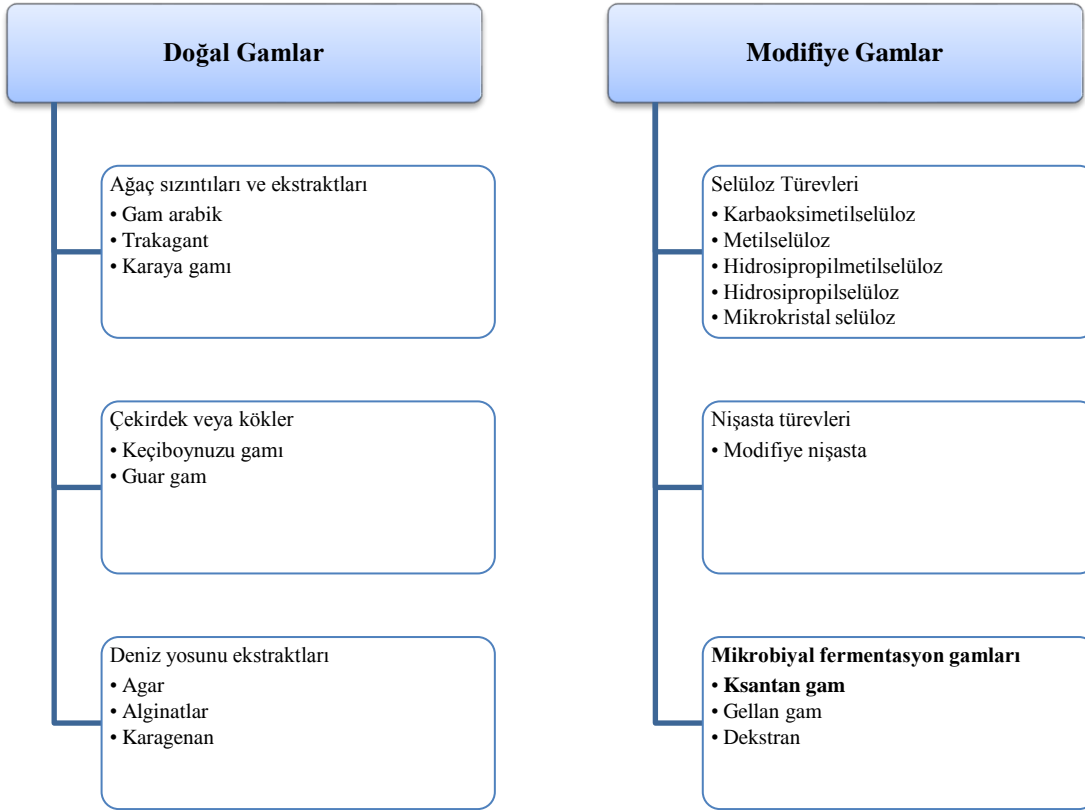 Doğal Gamlar
Ağaç sızıntıları ve ekstraktları
• Gam arabik
• Trakagant
• Karaya gamı
Çekirdek veya kökler
• Keçiboynuzu gamı
• Guar gam
Deniz yosunu ekstraktları
• Agar
• Alginatlar
• Karagenan
Modifiye Gamlar
Selüloz Türevleri
• Karbaoksimetilselüloz
• Metilselüloz
• Hidrosipropilmetilselüloz
• Hidrosipropilselüloz
• Mikrokristal selüloz
Nişasta türevleri
• Modifiye nişasta
Mikrobiyal fermentasyon gamları
• Ksantan gam
• Gellan gam
• Dekstran